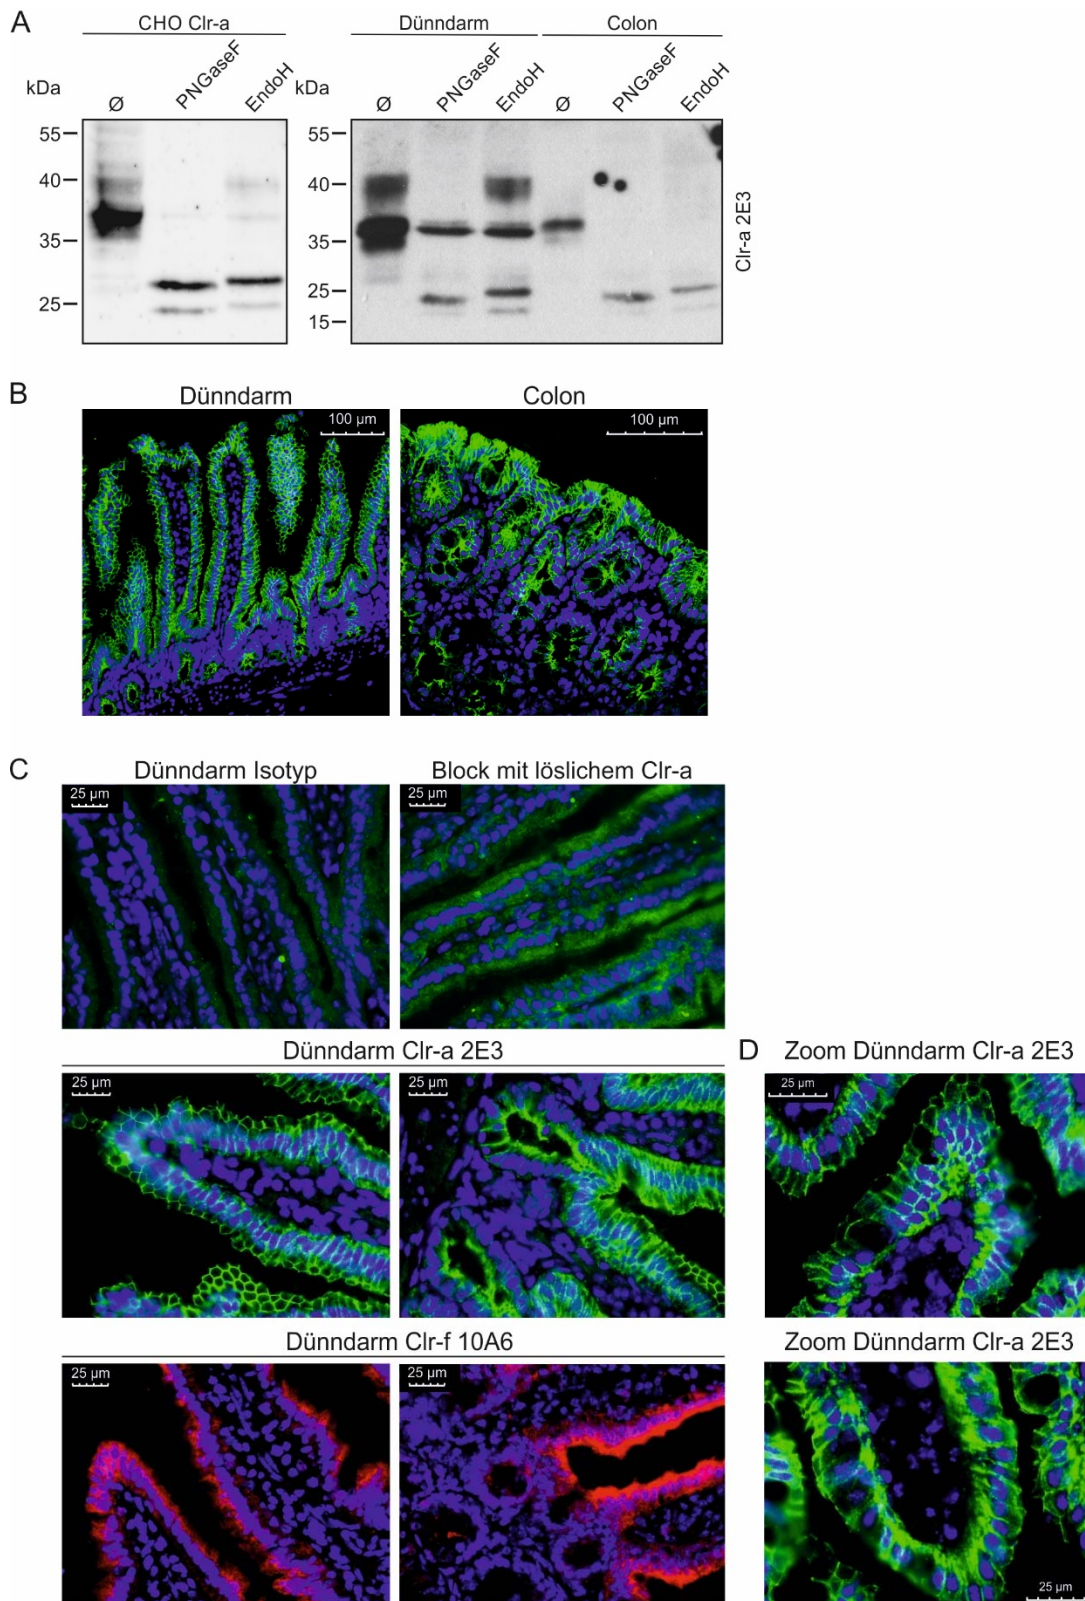 A
CHO Clr-a
Dünndarm
Colon
kDa
Ø
PNGaseF
EndoH
kDa
Ø
PNGaseF
EndoH
Ø
PNGaseF
EndoH
55
40
35
25
55
40
35
25
15
Clr-a 2E3
B
Dünndarm
Colon
100 µm
100 µm
C
Dünndarm Isotyp
Block mit löslichem Clr-a
25 µm
25 µm
Dünndarm Clr-a 2E3
25 µm
25 µm
D
Zoom Dünndarm Clr-a 2E3
25 µm
Dünndarm Clr-f 10A6
25 µm
25 µm
Zoom Dünndarm Clr-a 2E3
25 µm